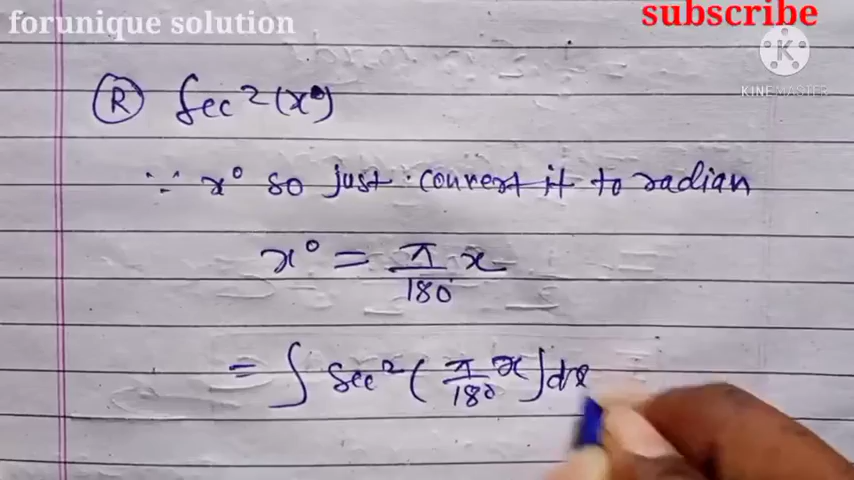 forunique solution
subscribe
K
KINEMASTER
Ⓡ Sec²(x°)
∵ x° so just convert it to radian
x° = π/180 x
= ∫ Sec² ( π/180 x ) dx